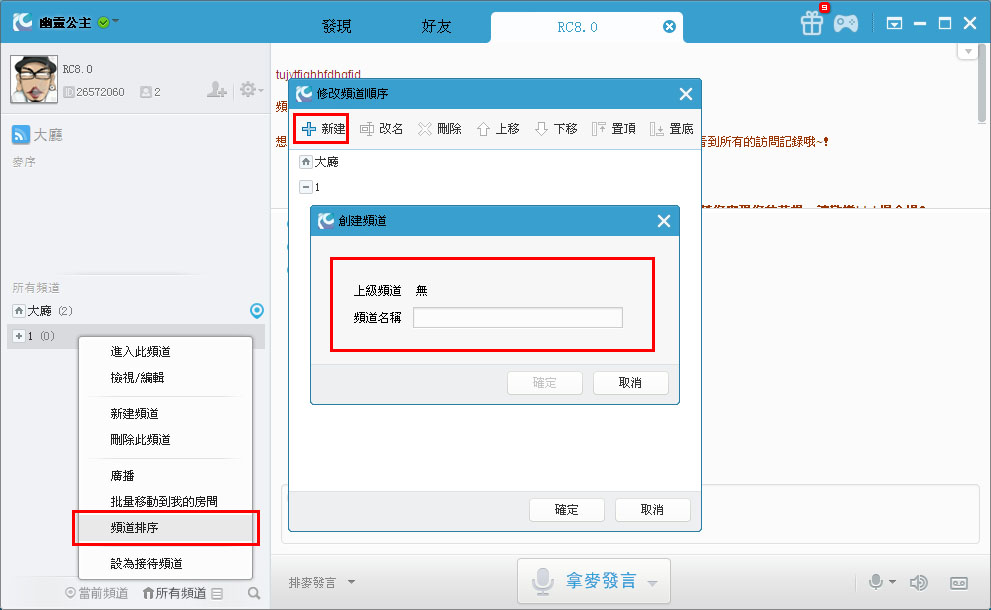 幽靈公主
發現
好友
RC8.0
9
RC8.0
26572060
2
大廳
麥序
所有頻道
大廳 (2)
1 (0)
進入此頻道
檢視/編輯
新建頻道
刪除此頻道
廣播
批量移動到我的房間
頻道排序
設為接待頻道
當前頻道
所有頻道
頻
想
看到所有的訪問記錄哦~!
修改頻道順序
新建
改名
刪除
上移
下移
置頂
置底
大廳
1
創建頻道
上級頻道 無
頻道名稱
確定
取消
確定
取消
排麥發言
拿麥發言